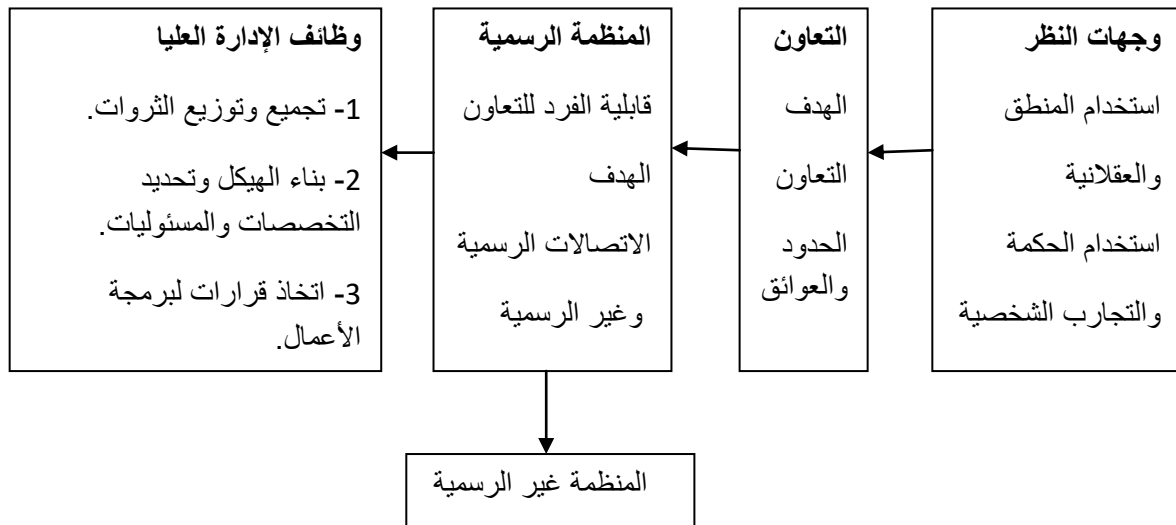 وجهات النظر
استخدام المنطق
والعقلانية
استخدام الحكمة
والتجارب الشخصية
التعاون
الهدف
التعاون
الحدود
والعوائق
المنظمة الرسمية
قابلية الفرد للتعاون
الهدف
الاتصالات الرسمية
وغير الرسمية
وظائف الإدارة العليا
1- تجميع وتوزيع الثروات.
2- بناء الهيكل وتحديد
التخصصات والمسئوليات.
3- اتخاذ قرارات لبرمجة
الأعمال.
المنظمة غير الرسمية